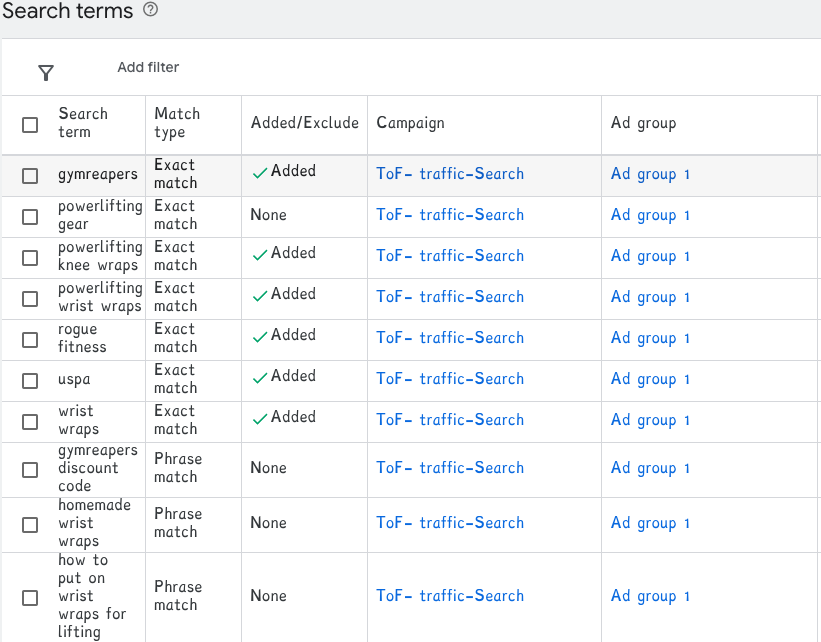 Search terms
Add filter
Search term Match type Added/Exclude Campaign Ad group
gymreapers Exact match Added ToF- traffic-Search Ad group 1
powerlifting gear Exact match None ToF- traffic-Search Ad group 1
powerlifting knee wraps Exact match Added ToF- traffic-Search Ad group 1
powerlifting wrist wraps Exact match Added ToF- traffic-Search Ad group 1
rogue fitness Exact match Added ToF- traffic-Search Ad group 1
uspa Exact match Added ToF- traffic-Search Ad group 1
wrist wraps Exact match Added ToF- traffic-Search Ad group 1
gymreapers discount code Phrase match None ToF- traffic-Search Ad group 1
homemade wrist wraps Phrase match None ToF- traffic-Search Ad group 1
how to put on wrist wraps for lifting Phrase match None ToF- traffic-Search Ad group 1